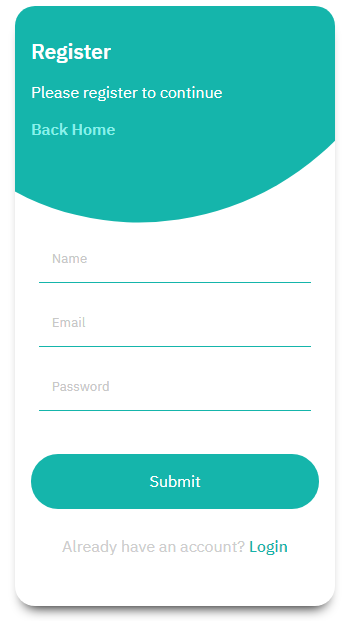 Register
Please register to continue
Back Home
Name
Email
Password
Submit
Already have an account? Login